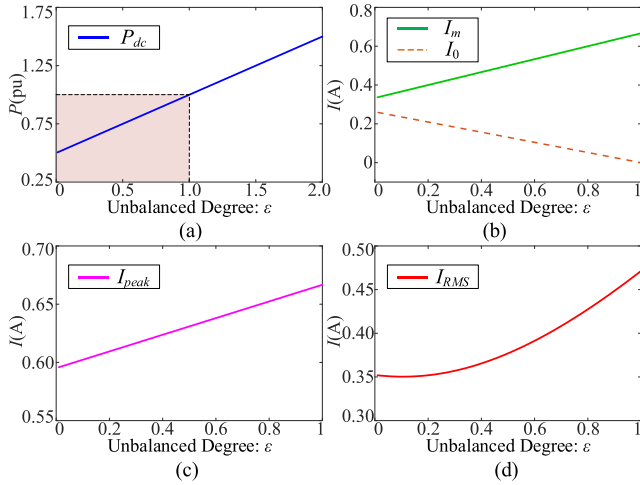 P_dc
P(pu)
1.75
1.25
0.75
0.25
0
0.5
1.0
1.5
2.0
Unbalanced Degree: ε
(a)
I_m
I_0
I(A)
0.8
0.6
0.4
0.2
0
0
0.2
0.4
0.6
0.8
1
Unbalanced Degree: ε
(b)
I_peak
I(A)
0.70
0.65
0.60
0.55
0
0.2
0.4
0.6
0.8
1
Unbalanced Degree: ε
(c)
I_RMS
I(A)
0.50
0.45
0.40
0.35
0.30
0
0.2
0.4
0.6
0.8
1
Unbalanced Degree: ε
(d)